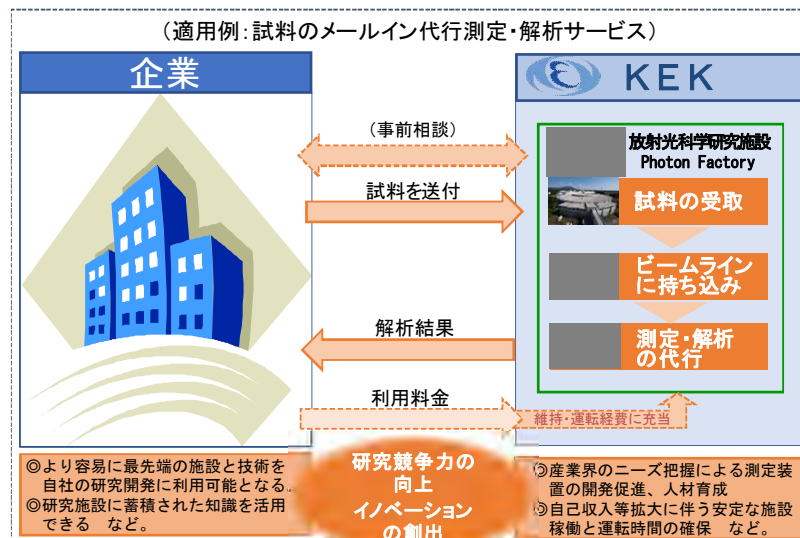 （適用例：試料のメールイン代行測定・解析サービス）
企業
KEK
（事前相談）
試料を送付
解析結果
利用料金
放射光科学研究施設
Photon Factory
試料の受取
ビームライン
に持ち込み
測定・解析
の代行
維持・運転経費に充当
◎より容易に最先端の施設と技術を
自社の研究開発に利用可能となる。
◎研究施設に蓄積された知識を活用
できる　など。
研究競争力の
向上
イノベーション
の創出
◎産業界のニーズ把握による測定装
置の開発促進、人材育成
◎自己収入等拡大に伴う安定な施設
稼働と運転時間の確保　など。